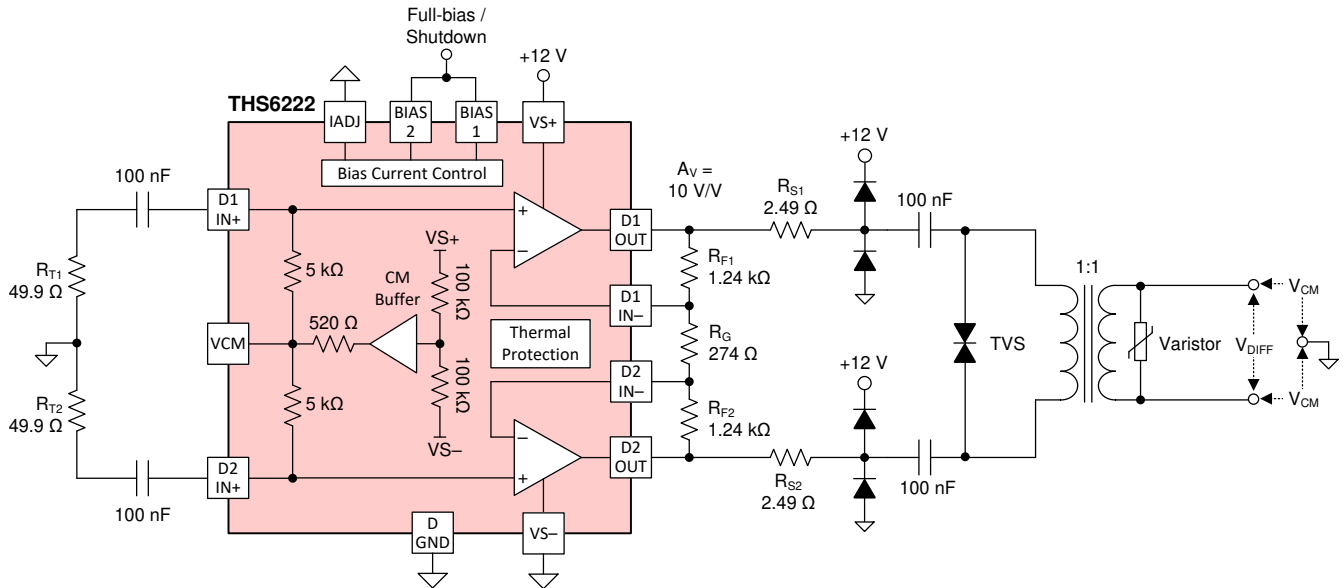 Full-bias /
Shutdown
+12 V
THS6222
IADJ
BIAS
2
BIAS
1
VS+
Bias Current Control
100 nF
D1
IN+
A_V =
10 V/V
R_S1
2.49 Ω
+12 V
100 nF
D1
OUT
VS+
R_T1
49.9 Ω
5 kΩ
CM
Buffer
100 kΩ
R_F1
1.24 kΩ
1:1
D1
IN–
V_CM
520 Ω
VCM
Thermal
Protection
R_G
274 Ω
TVS
Varistor
V_DIFF
D2
IN–
100 kΩ
+12 V
V_CM
R_T2
49.9 Ω
5 kΩ
R_F2
1.24 kΩ
VS–
D2
IN+
D2
OUT
R_S2
2.49 Ω
100 nF
100 nF
D
GND
VS–
+
–
–
+